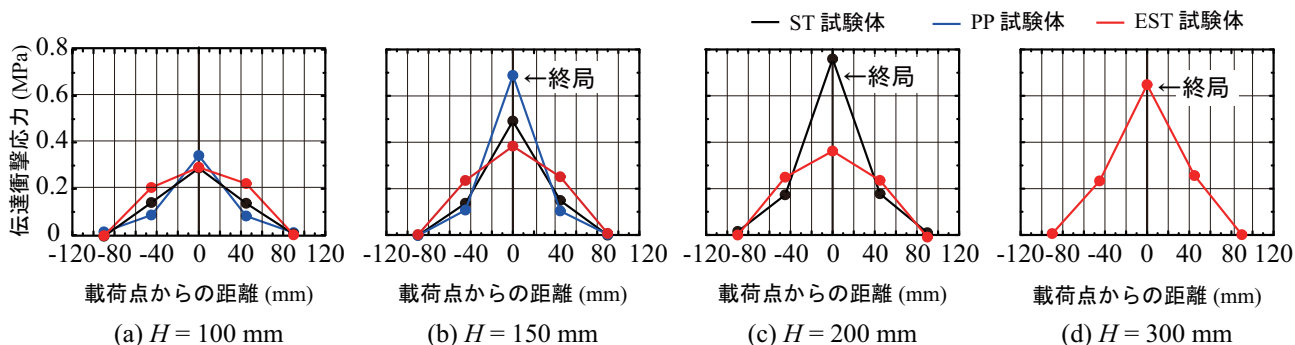 ST 試験体 PP 試験体 EST 試験体
伝達衝撃応力 (MPa)
0.8
0.6
0.4
0.2
0
←終局
←終局
←終局
-120 -80 -40 0 40 80 120
-120 -80 -40 0 40 80 120
-120 -80 -40 0 40 80 120
-120 -80 -40 0 40 80 120
載荷点からの距離 (mm)
載荷点からの距離 (mm)
載荷点からの距離 (mm)
載荷点からの距離 (mm)
(a) H = 100 mm
(b) H = 150 mm
(c) H = 200 mm
(d) H = 300 mm